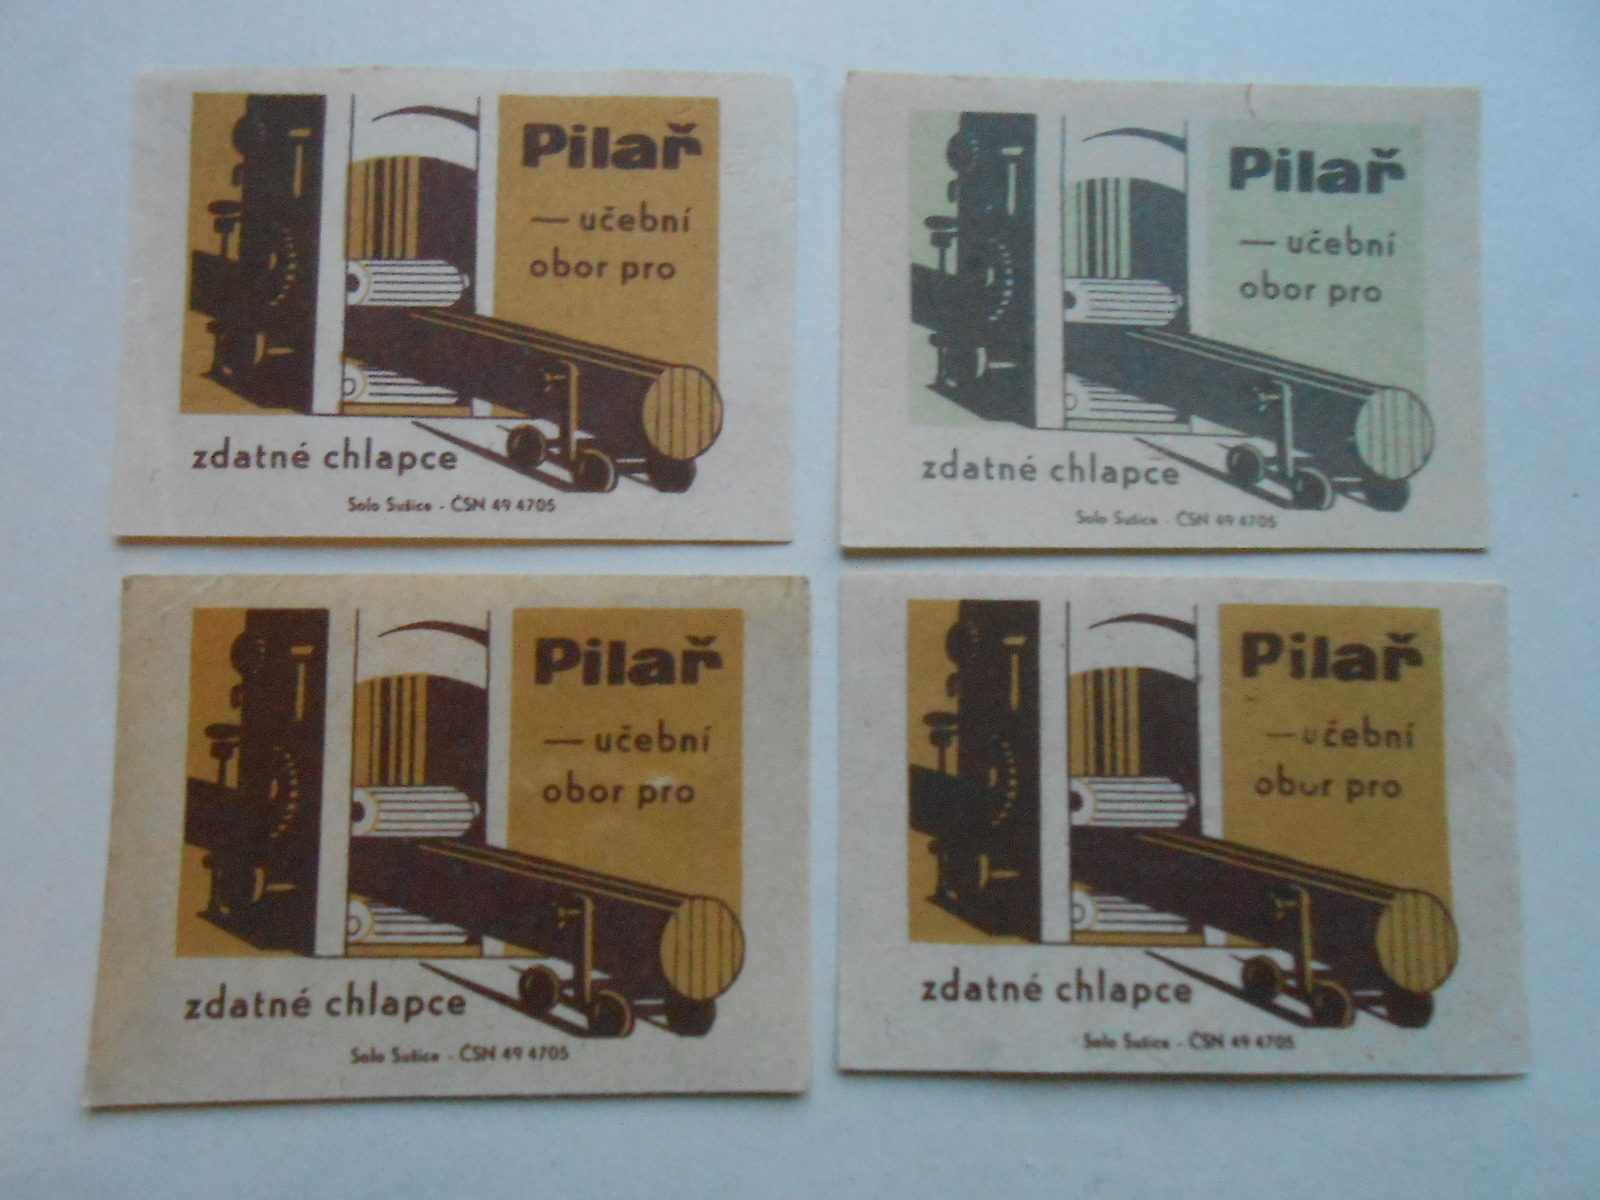 Pilař
— učební
obor pro
zdatné chlapce
Solo Sušice - ČSN 49 4705
Pilař
— učební
obor pro
zdatné chlapce
Solo Sušice - ČSN 49 4705
Pilař
— učební
obor pro
zdatné chlapce
Solo Sušice - ČSN 49 4705
Pilař
— učební
obor pro
zdatné chlapce
Solo Sušice - ČSN 49 4705